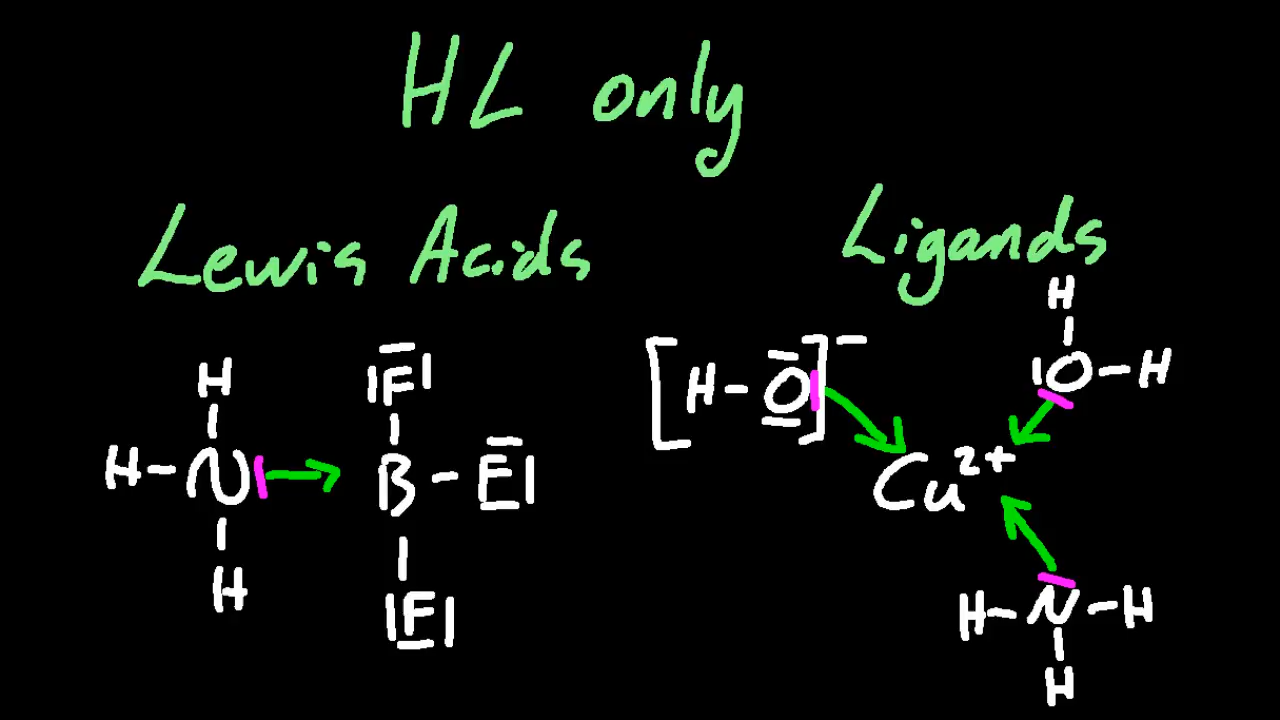 HL only
Lewis Acids
Ligands
H
H-N
H
F
B-F
F
[H-O]⁻
H
O-H
Cu²⁺
H-N-H
H